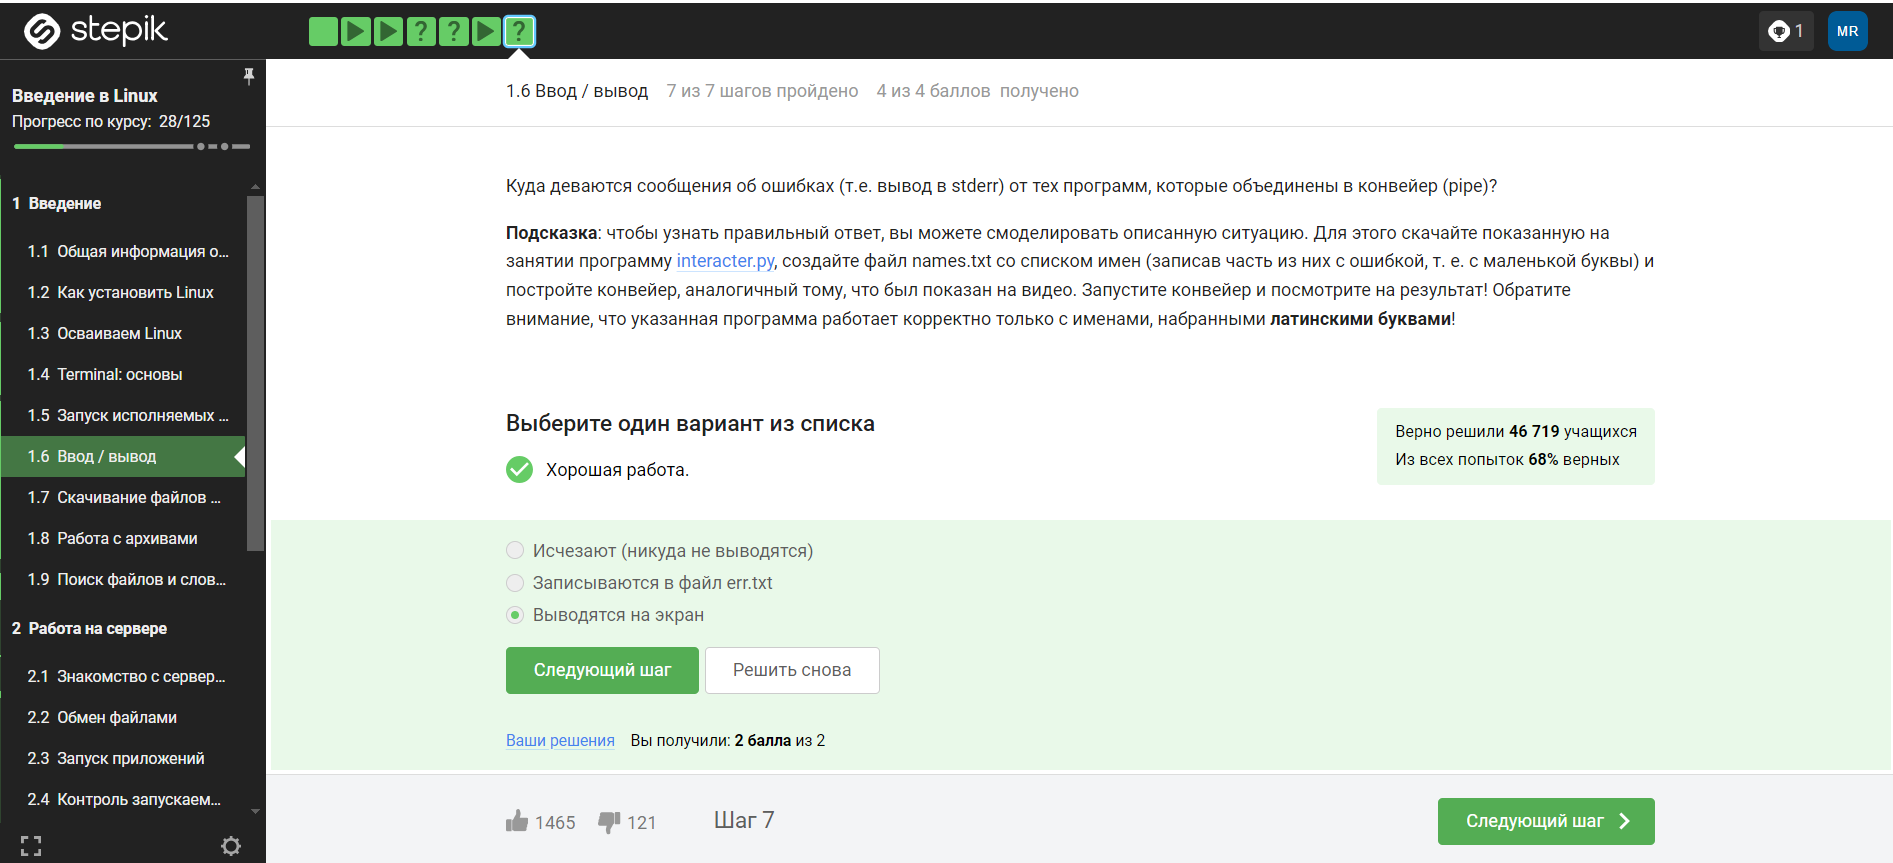 stepik
?
?
?
1
MR
Введение в Linux
Прогресс по курсу: 28/125
1 Введение
1.1 Общая информация о...
1.2 Как установить Linux
1.3 Осваиваем Linux
1.4 Terminal: основы
1.5 Запуск исполняемых ...
1.6 Ввод / вывод
1.7 Скачивание файлов ...
1.8 Работа с архивами
1.9 Поиск файлов и слов...
2 Работа на сервере
2.1 Знакомство с сервер...
2.2 Обмен файлами
2.3 Запуск приложений
2.4 Контроль запускаем...
1.6 Ввод / вывод 7 из 7 шагов пройдено 4 из 4 баллов получено
Куда деваются сообщения об ошибках (т.е. вывод в stderr) от тех программ, которые объединены в конвейер (pipe)?
Подсказка: чтобы узнать правильный ответ, вы можете смоделировать описанную ситуацию. Для этого скачайте показанную на
занятии программу interacter.py, создайте файл names.txt со списком имен (записав часть из них с ошибкой, т. е. с маленькой буквы) и
постройте конвейер, аналогичный тому, что был показан на видео. Запустите конвейер и посмотрите на результат! Обратите
внимание, что указанная программа работает корректно только с именами, набранными латинскими буквами!
Выберите один вариант из списка
Хорошая работа.
Верно решили 46 719 учащихся
Из всех попыток 68% верных
Исчезают (никуда не выводятся)
Записываются в файл err.txt
Выводятся на экран
Следующий шаг
Решить снова
Ваши решения Вы получили: 2 балла из 2
1465
121
Шаг 7
Следующий шаг